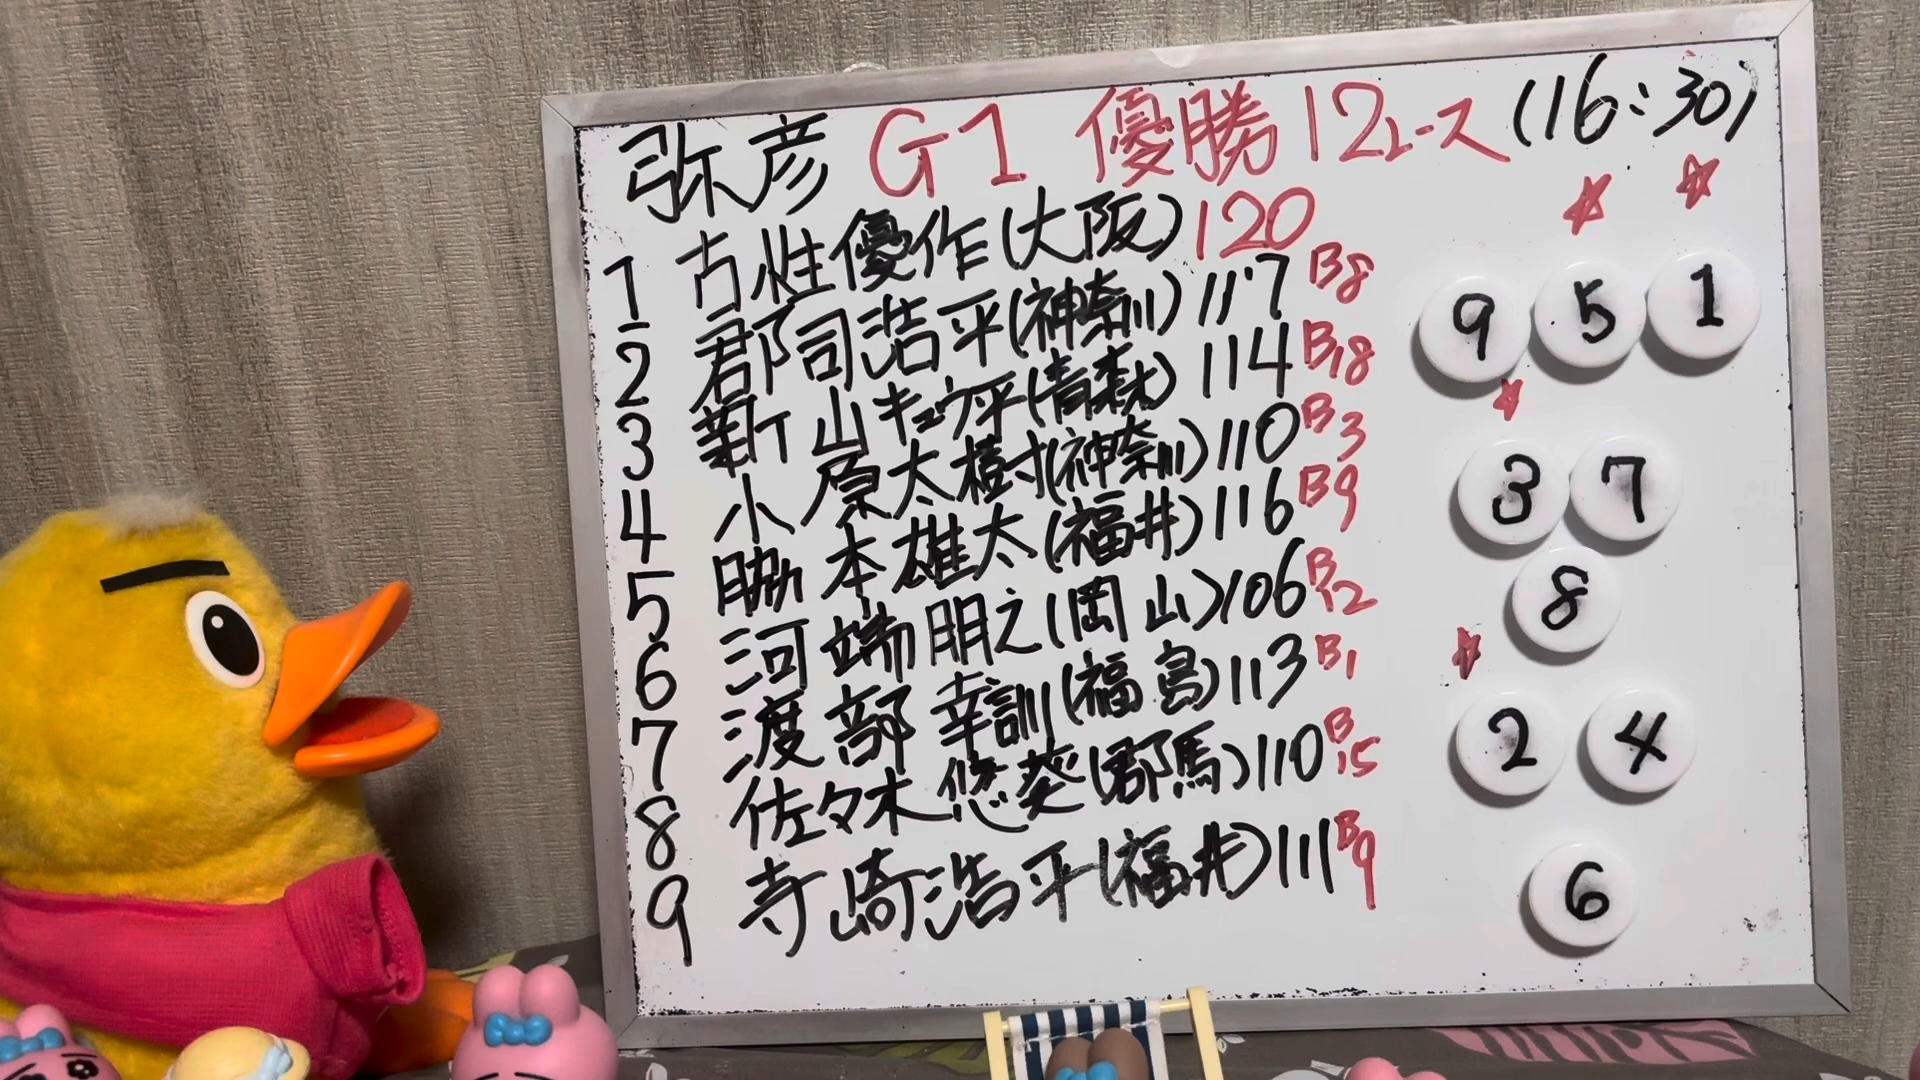 弥彦 G1 優勝 12レース (16:30)
1 古性優作(大阪) 120
2 郡司浩平(神奈川) 117 B8
3 新山キョウ平(青森) 114 B18
4 小原太樹(神奈川) 110 B3
5 脇本雄太(福井) 116 B9
6 河端朋之(岡山) 106 B12
7 渡部幸訓(福島) 113 B1
8 佐々木悠葵(郡馬) 110 B15
9 寺崎浩平(福井) 111 B9
☆ ☆
9 5 1
☆
3 7
8
☆
2 4
6